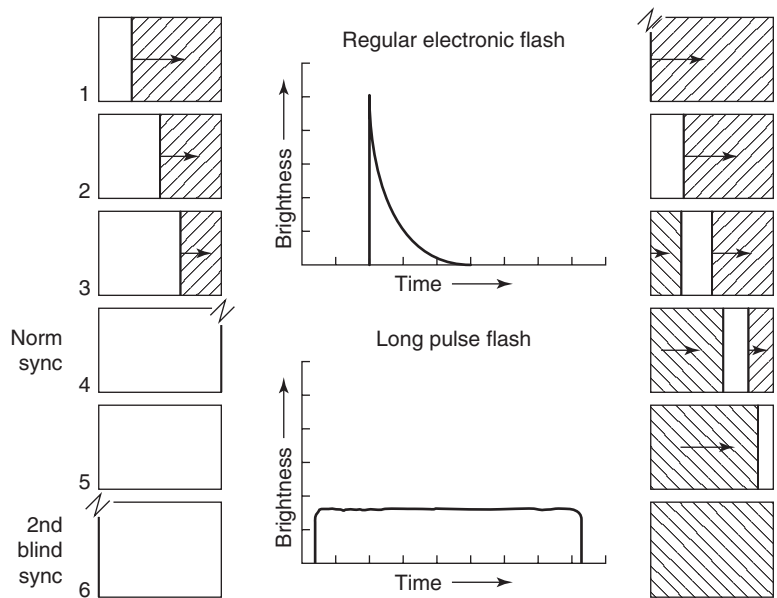 1
2
3
Norm
sync
4
5
2nd
blind
sync
6
Regular electronic flash
Brightness
Time
Long pulse flash
Brightness
Time